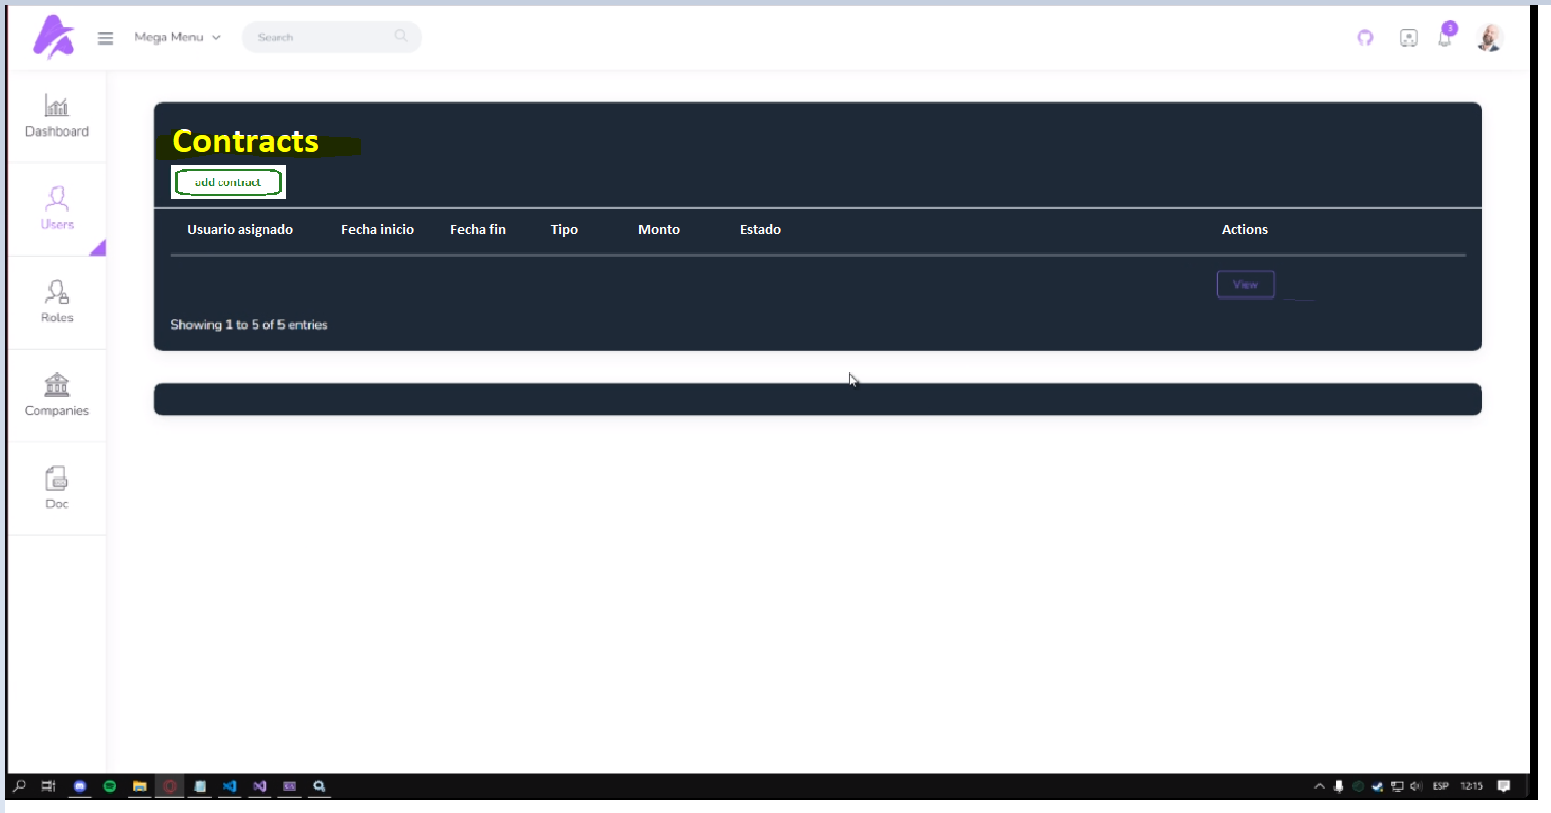 Mega Menu
Search
3
Dashboard
Users
Roles
Companies
Doc
Contracts
add contract
Usuario asignado Fecha inicio Fecha fin Tipo Monto Estado Actions
View
Showing 1 to 5 of 5 entries
ESP 12:15